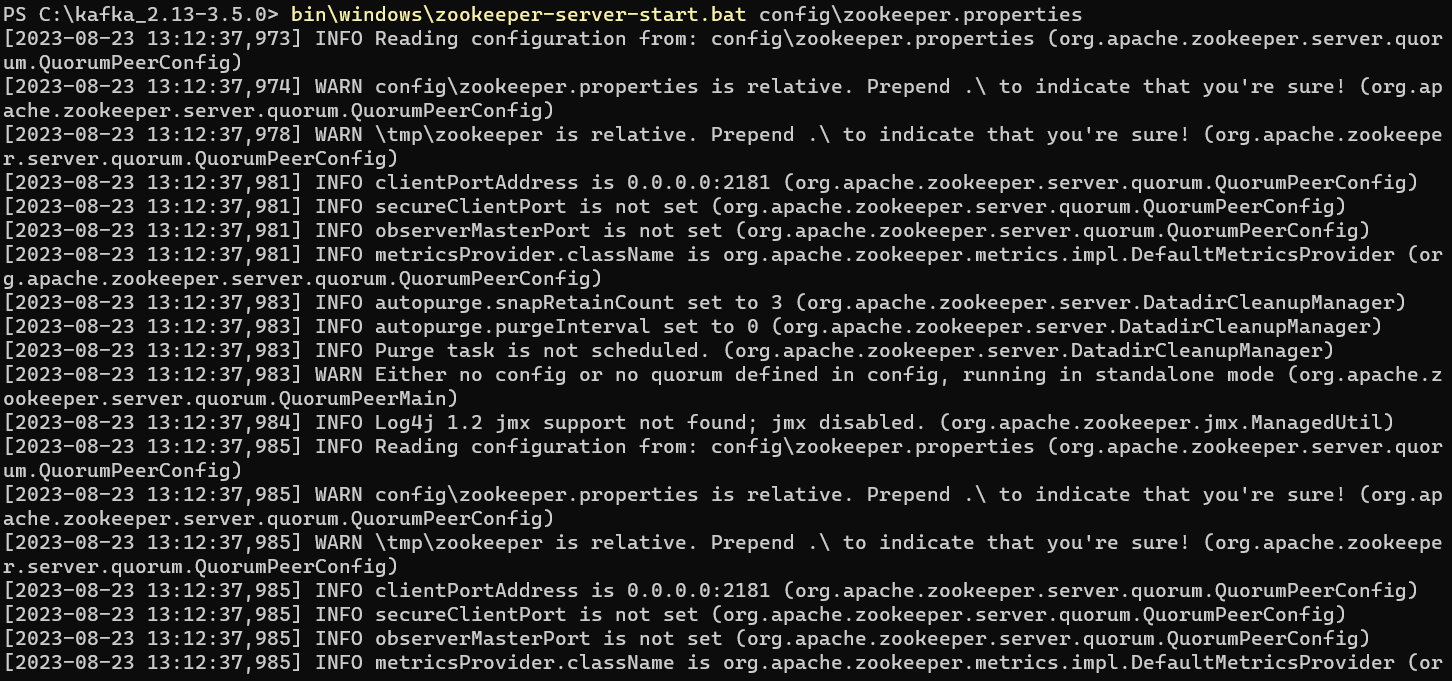 PS C:\kafka_2.13-3.5.0> bin\windows\zookeeper-server-start.bat config\zookeeper.properties
[2023-08-23 13:12:37,973] INFO Reading configuration from: config\zookeeper.properties (org.apache.zookeeper.server.quor
um.QuorumPeerConfig)
[2023-08-23 13:12:37,974] WARN config\zookeeper.properties is relative. Prepend .\ to indicate that you're sure! (org.ap
ache.zookeeper.server.quorum.QuorumPeerConfig)
[2023-08-23 13:12:37,978] WARN \tmp\zookeeper is relative. Prepend .\ to indicate that you're sure! (org.apache.zookeepe
r.server.quorum.QuorumPeerConfig)
[2023-08-23 13:12:37,981] INFO clientPortAddress is 0.0.0.0:2181 (org.apache.zookeeper.server.quorum.QuorumPeerConfig)
[2023-08-23 13:12:37,981] INFO secureClientPort is not set (org.apache.zookeeper.server.quorum.QuorumPeerConfig)
[2023-08-23 13:12:37,981] INFO observerMasterPort is not set (org.apache.zookeeper.server.quorum.QuorumPeerConfig)
[2023-08-23 13:12:37,981] INFO metricsProvider.className is org.apache.zookeeper.metrics.impl.DefaultMetricsProvider (or
g.apache.zookeeper.server.quorum.QuorumPeerConfig)
[2023-08-23 13:12:37,983] INFO autopurge.snapRetainCount set to 3 (org.apache.zookeeper.server.DatadirCleanupManager)
[2023-08-23 13:12:37,983] INFO autopurge.purgeInterval set to 0 (org.apache.zookeeper.server.DatadirCleanupManager)
[2023-08-23 13:12:37,983] INFO Purge task is not scheduled. (org.apache.zookeeper.server.DatadirCleanupManager)
[2023-08-23 13:12:37,983] WARN Either no config or no quorum defined in config, running in standalone mode (org.apache.z
ookeeper.server.quorum.QuorumPeerMain)
[2023-08-23 13:12:37,984] INFO Log4j 1.2 jmx support not found; jmx disabled. (org.apache.zookeeper.jmx.ManagedUtil)
[2023-08-23 13:12:37,985] INFO Reading configuration from: config\zookeeper.properties (org.apache.zookeeper.server.quor
um.QuorumPeerConfig)
[2023-08-23 13:12:37,985] WARN config\zookeeper.properties is relative. Prepend .\ to indicate that you're sure! (org.ap
ache.zookeeper.server.quorum.QuorumPeerConfig)
[2023-08-23 13:12:37,985] WARN \tmp\zookeeper is relative. Prepend .\ to indicate that you're sure! (org.apache.zookeepe
r.server.quorum.QuorumPeerConfig)
[2023-08-23 13:12:37,985] INFO clientPortAddress is 0.0.0.0:2181 (org.apache.zookeeper.server.quorum.QuorumPeerConfig)
[2023-08-23 13:12:37,985] INFO secureClientPort is not set (org.apache.zookeeper.server.quorum.QuorumPeerConfig)
[2023-08-23 13:12:37,985] INFO observerMasterPort is not set (org.apache.zookeeper.server.quorum.QuorumPeerConfig)
[2023-08-23 13:12:37,985] INFO metricsProvider.className is org.apache.zookeeper.metrics.impl.DefaultMetricsProvider (or